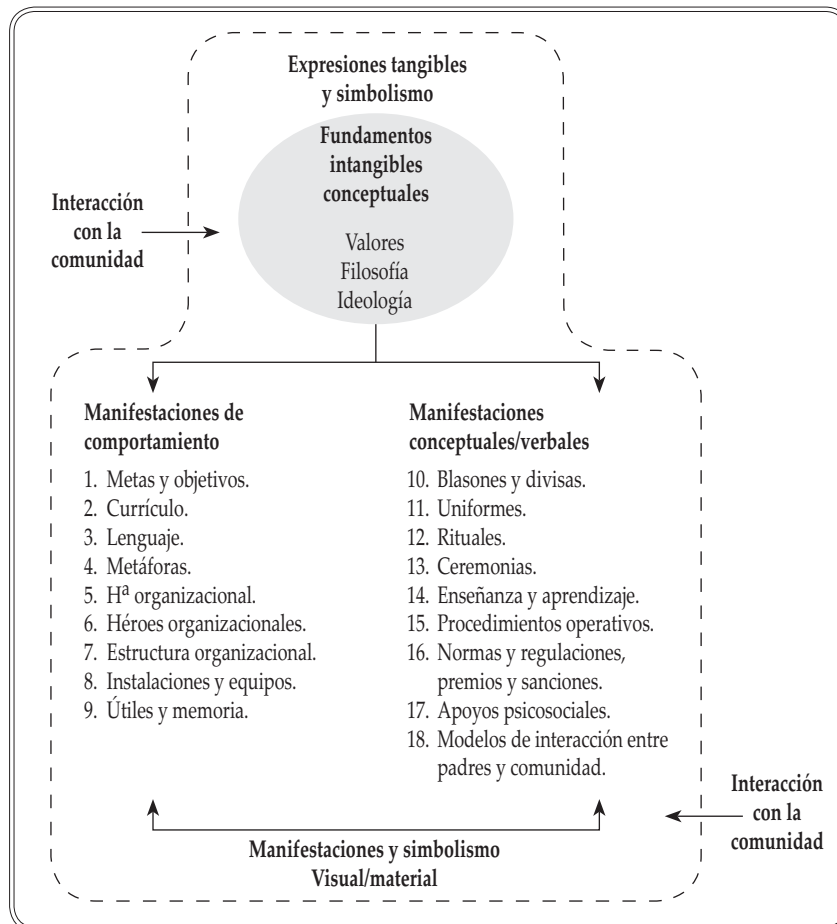 Expresiones tangibles
y simbolismo
Fundamentos
intangibles
conceptuales
Valores
Filosofía
Ideología
Interacción
con la
comunidad
Manifestaciones de
comportamiento
1. Metas y objetivos.
2. Currículo.
3. Lenguaje.
4. Metáforas.
5. Hª organizacional.
6. Héroes organizacionales.
7. Estructura organizacional.
8. Instalaciones y equipos.
9. Útiles y memoria.
Manifestaciones
conceptuales/verbales
10. Blasones y divisas.
11. Uniformes.
12. Rituales.
13. Ceremonias.
14. Enseñanza y aprendizaje.
15. Procedimientos operativos.
16. Normas y regulaciones,
premios y sanciones.
17. Apoyos psicosociales.
18. Modelos de interacción entre
padres y comunidad.
Interacción
con la
comunidad
Manifestaciones y simbolismo
Visual/material